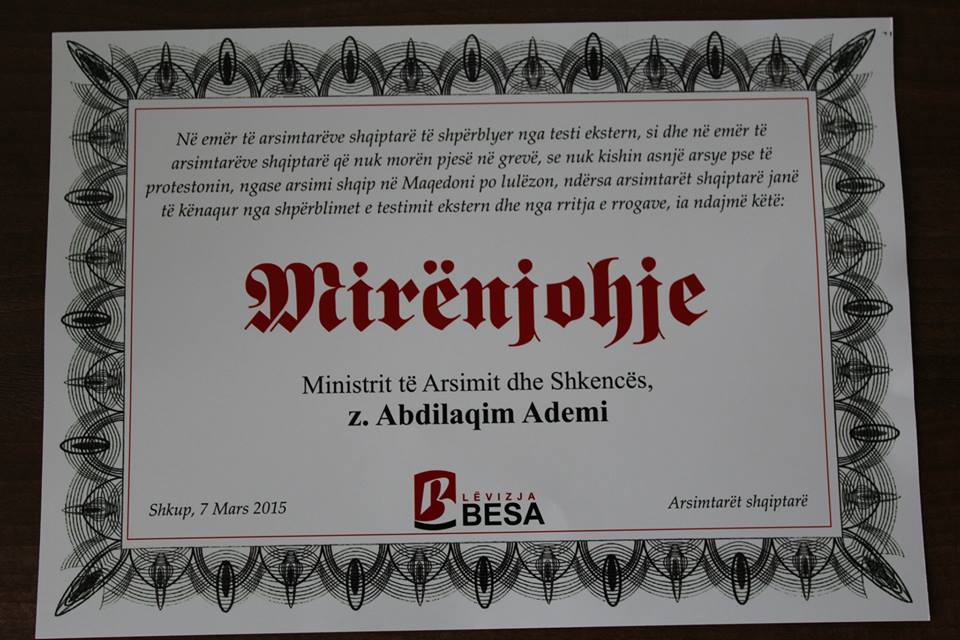 Në emër të arsimtarëve shqiptarë të shpërblyer nga testi ekstern, si dhe në emër të
arsimtarëve shqiptarë që nuk morën pjesë në grevë, se nuk kishin asnjë arsye pse të
protestonin, ngase arsimi shqip në Maqedoni po lulëzon, ndërsa arsimtarët shqiptarë janë
të kënaqur nga shpërblimet e testimit ekstern dhe nga rritja e rrogave, ia ndajmë këtë:
Mirënjohje
Ministrit të Arsimit dhe Shkencës,
z. Abdilaqim Ademi
Shkup, 7 Mars 2015
B LËVIZJA
BESA
Arsimtarët shqiptarë